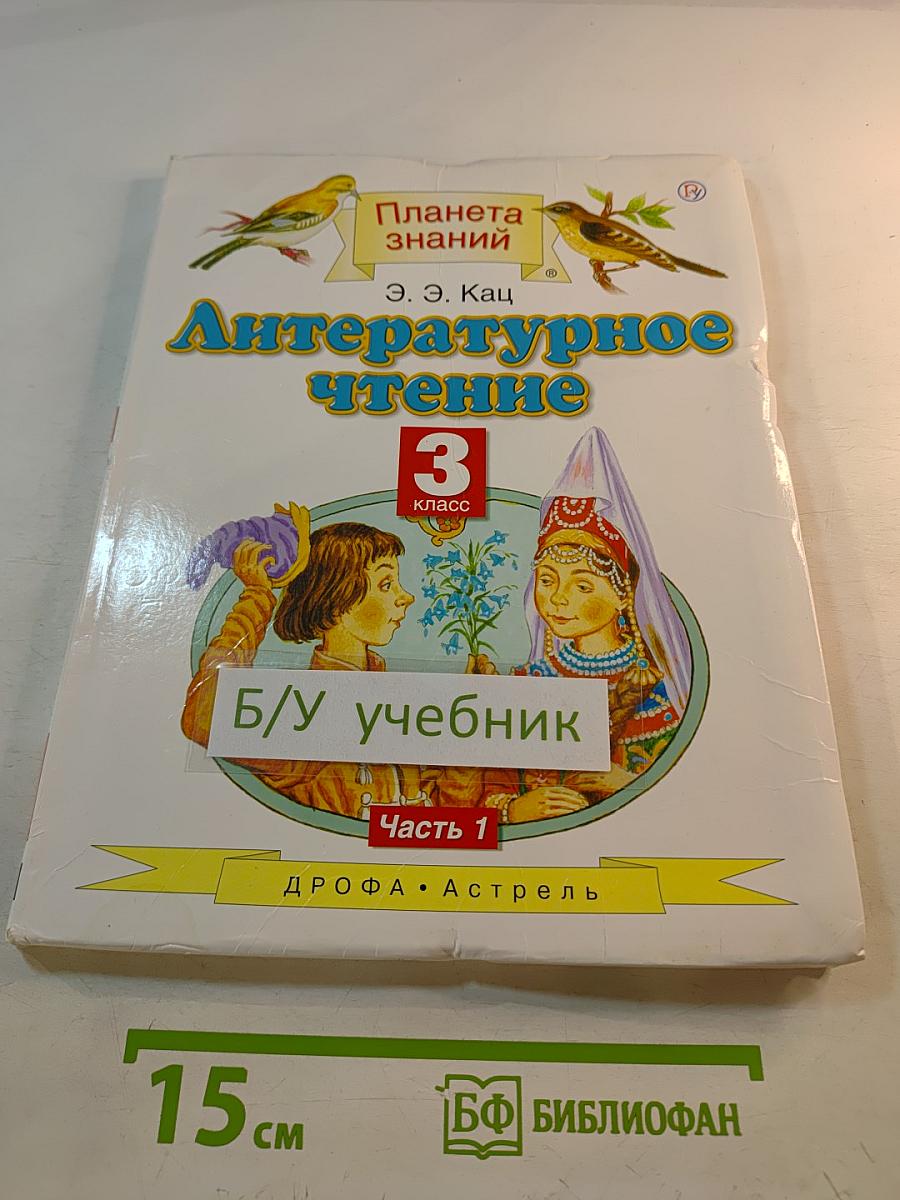 Планета
знаний
®
Э. Э. Кац
Литературное
чтение
3
класс
Б/У учебник
Часть 1
ДРОФА • Астрель
15 см
БФ БИБЛИОФАН